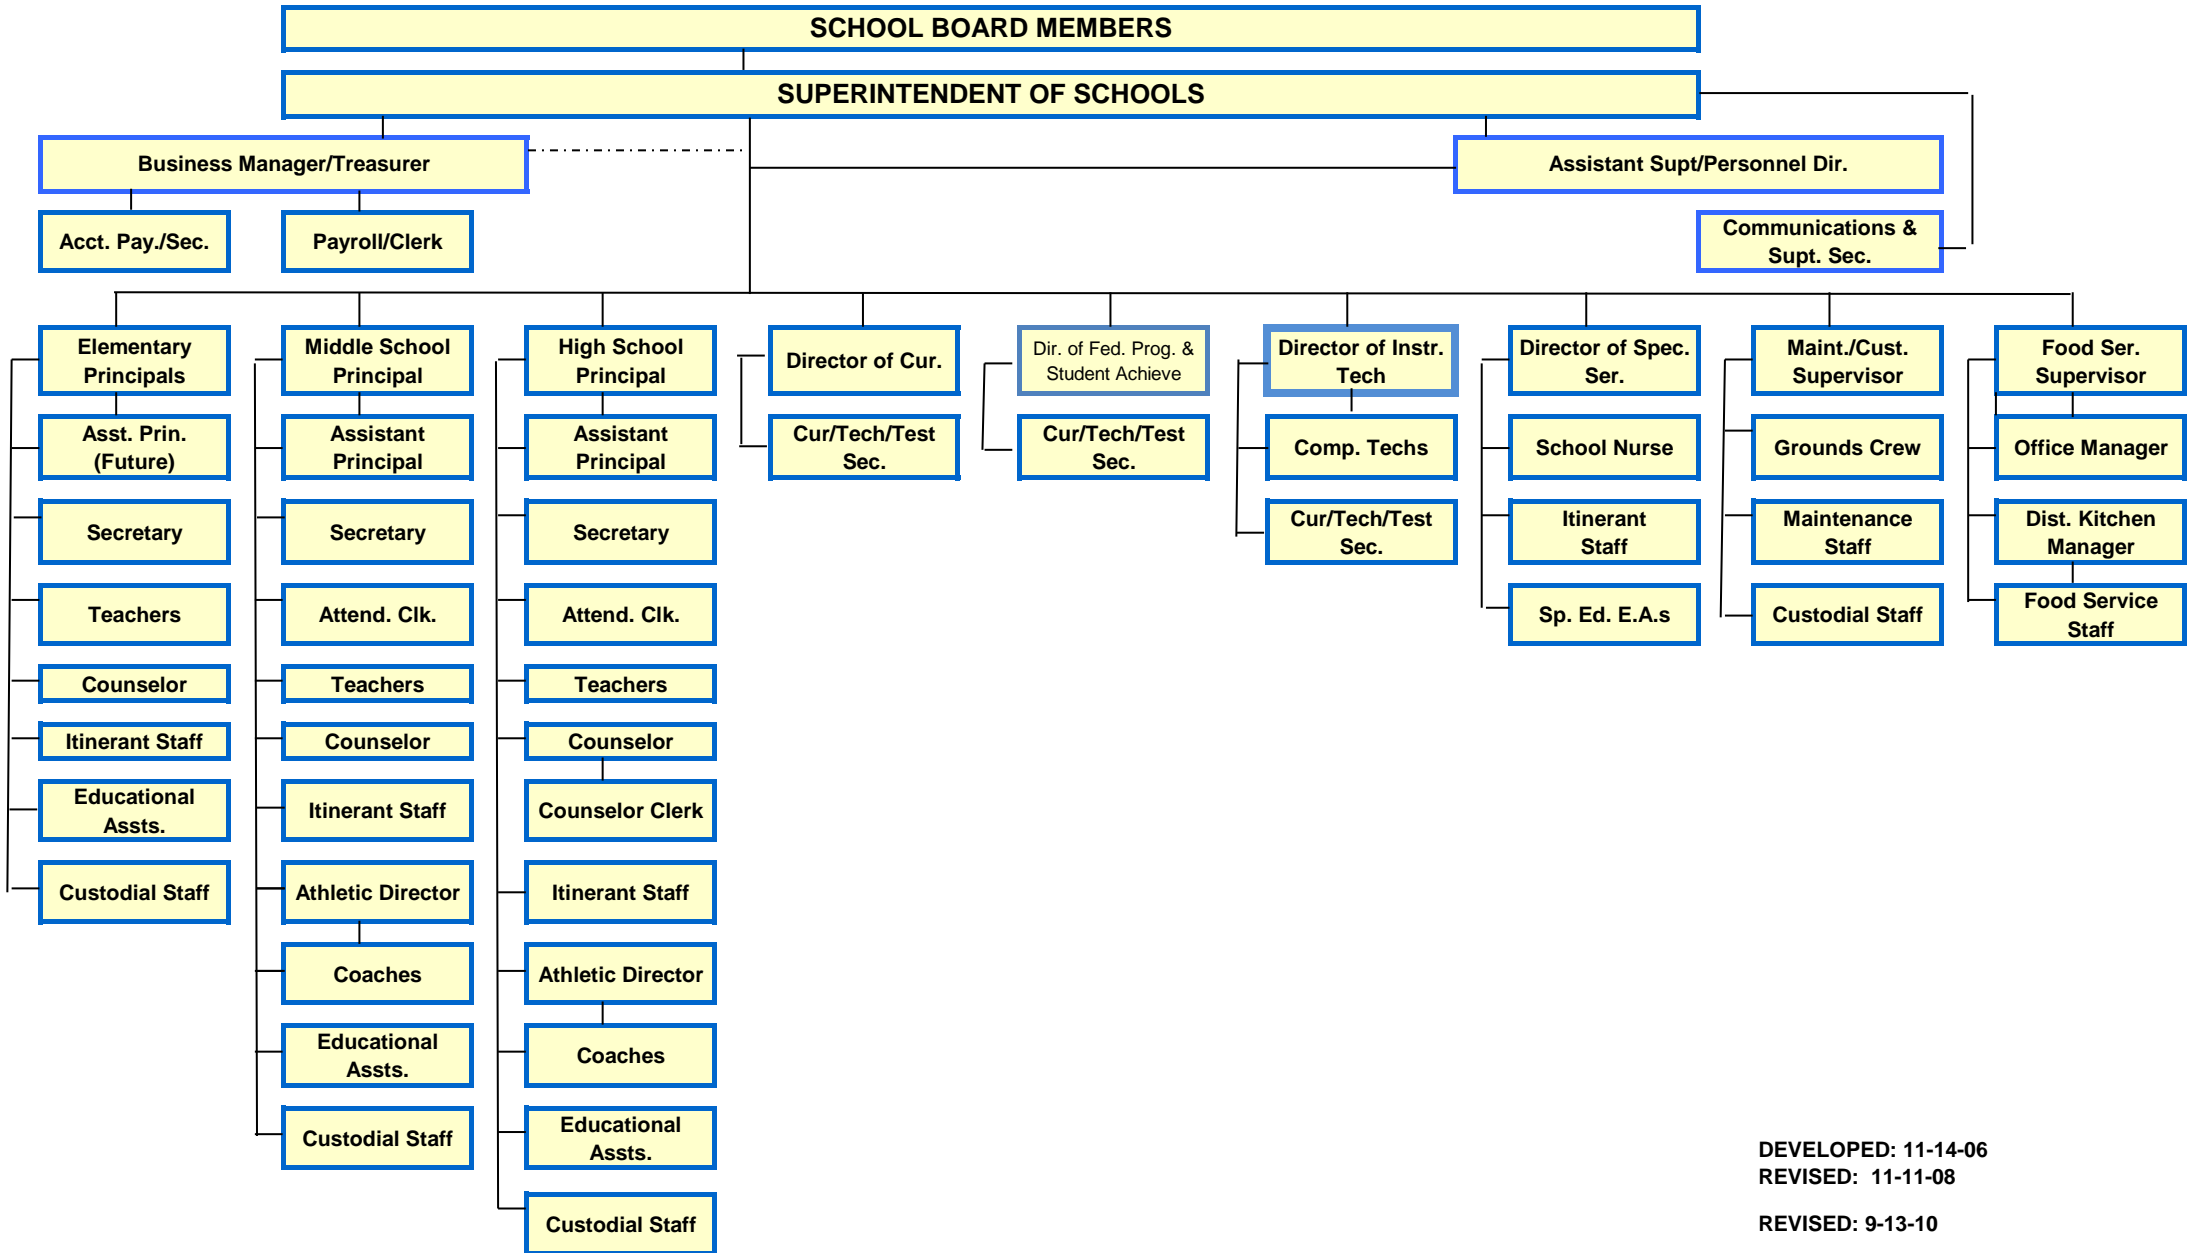 SCHOOL BOARD MEMBERS
SUPERINTENDENT OF SCHOOLS
Business Manager/Treasurer
Assistant Supt/Personnel Dir.
Acct. Pay./Sec.
Payroll/Clerk
Communications &
Supt. Sec.
Elementary
Principals
Asst. Prin.
(Future)
Secretary
Teachers
Counselor
Itinerant Staff
Educational
Assts.
Custodial Staff
Middle School
Principal
Assistant
Principal
Secretary
Attend. Clk.
Teachers
Counselor
Itinerant Staff
Athletic Director
Coaches
Educational
Assts.
Custodial Staff
High School
Principal
Assistant
Principal
Secretary
Attend. Clk.
Teachers
Counselor
Counselor Clerk
Itinerant Staff
Athletic Director
Coaches
Educational
Assts.
Custodial Staff
Director of Cur.
Cur/Tech/Test
Sec.
Dir. of Fed. Prog. &
Student Achieve
Cur/Tech/Test
Sec.
Director of Instr.
Tech
Comp. Techs
Cur/Tech/Test
Sec.
Director of Spec.
Ser.
School Nurse
Itinerant
Staff
Sp. Ed. E.A.s
Maint./Cust.
Supervisor
Grounds Crew
Maintenance
Staff
Custodial Staff
Food Ser.
Supervisor
Office Manager
Dist. Kitchen
Manager
Food Service
Staff
DEVELOPED: 11-14-06
REVISED: 11-11-08
REVISED: 9-13-10